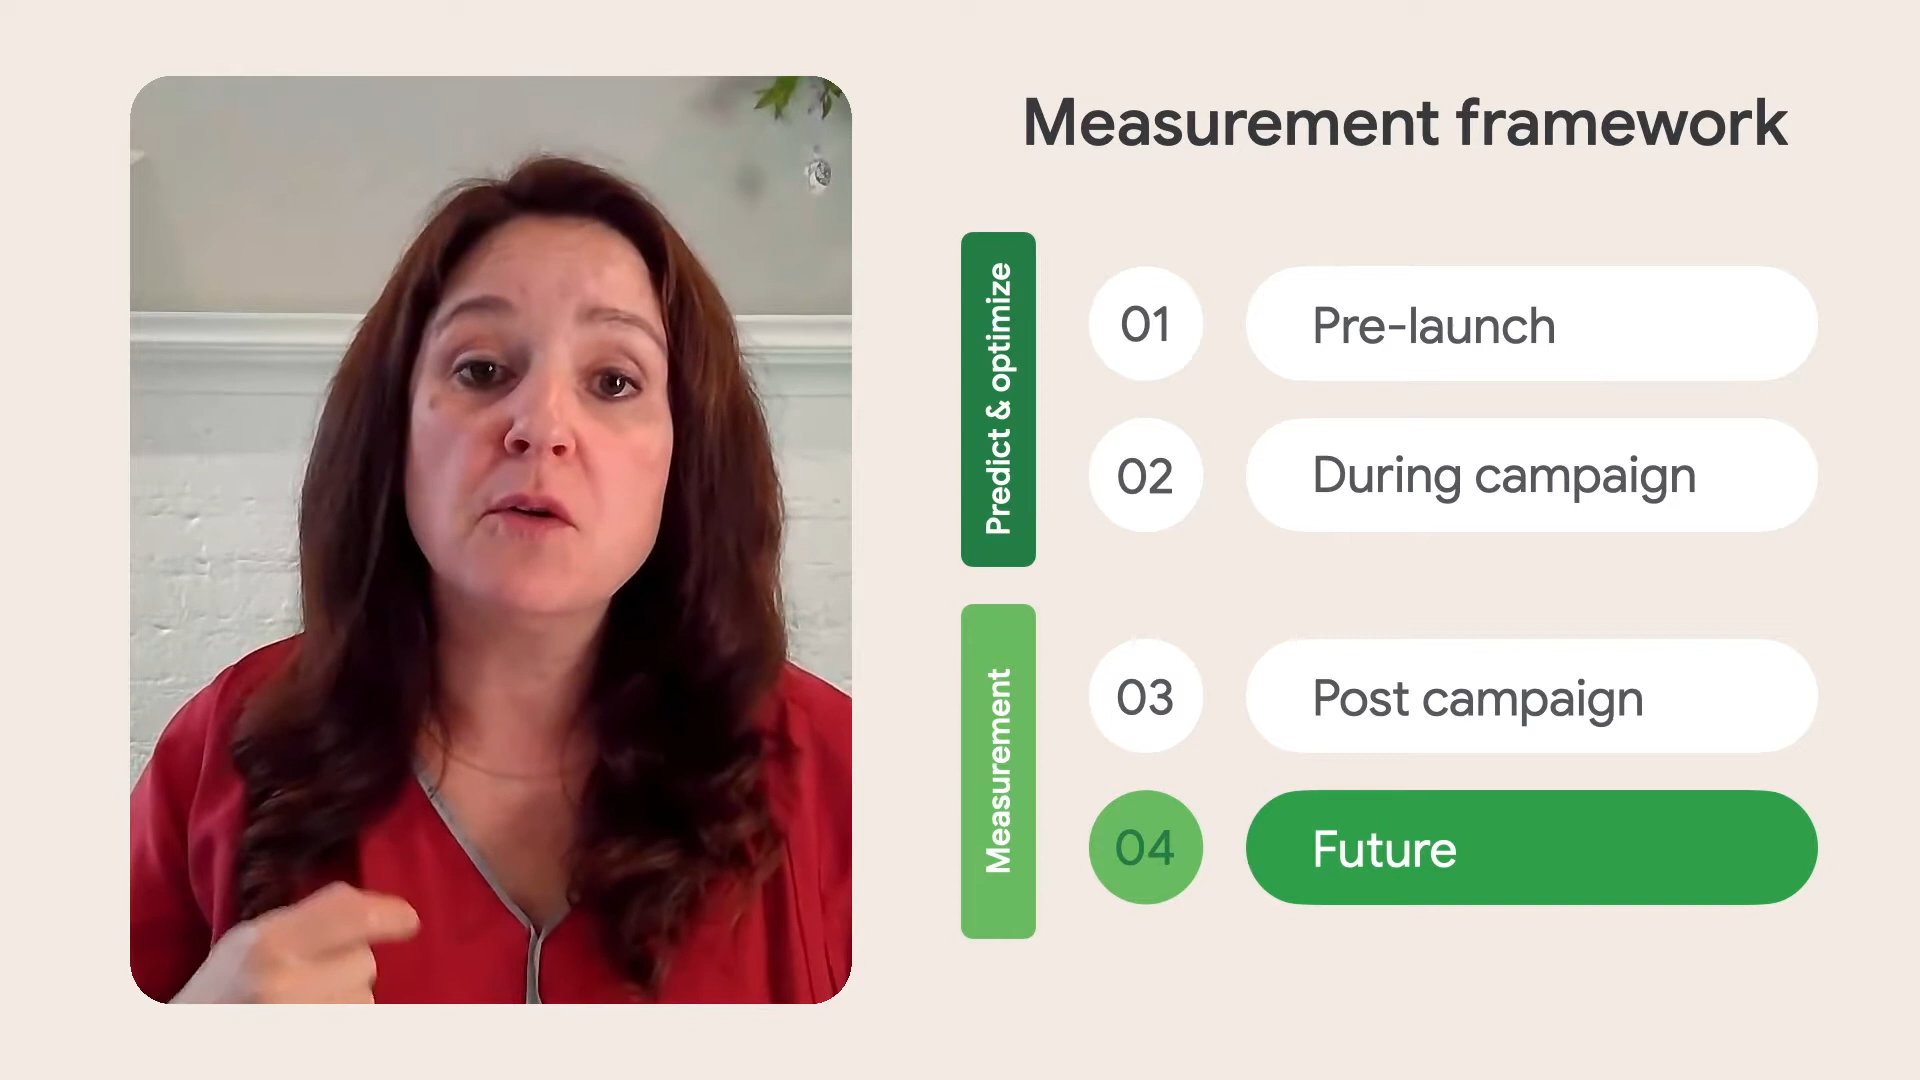 Measurement framework
Predict & optimize
01
Pre-launch
02
During campaign
Measurement
03
Post campaign
04
Future